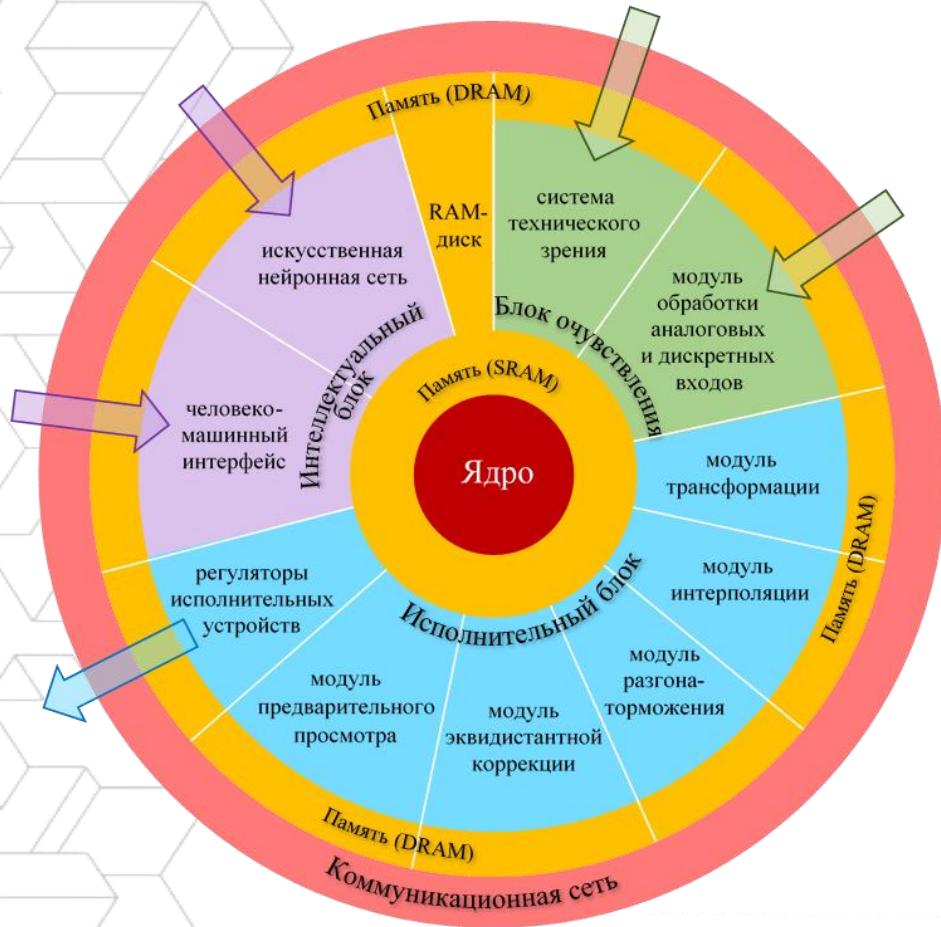 Память (DRAM)
RAM-
диск
система
технического
зрения
модуль
обработки
аналоговых
и дискретных
входов
Блок очувствления
искусственная
нейронная сеть
человеко-
машинный
интерфейс
Интеллектуальный
блок
Память (SRAM)
Ядро
модуль
трансформации
модуль
интерполяции
Память (DRAM)
модуль
разгона-
торможения
модуль
эквидистантной
коррекции
модуль
предварительного
просмотра
регуляторы
исполнительных
устройств
Исполнительный блок
Память (DRAM)
Коммуникационная сеть